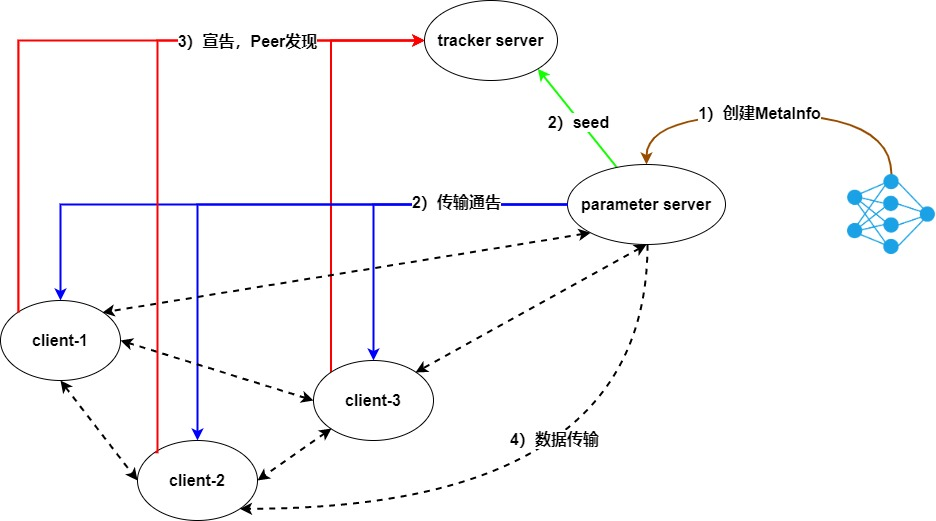 tracker server
3）宣告，Peer发现
2）seed
1）创建MetaInfo
2）传输通告
parameter server
client-1
client-3
4）数据传输
client-2